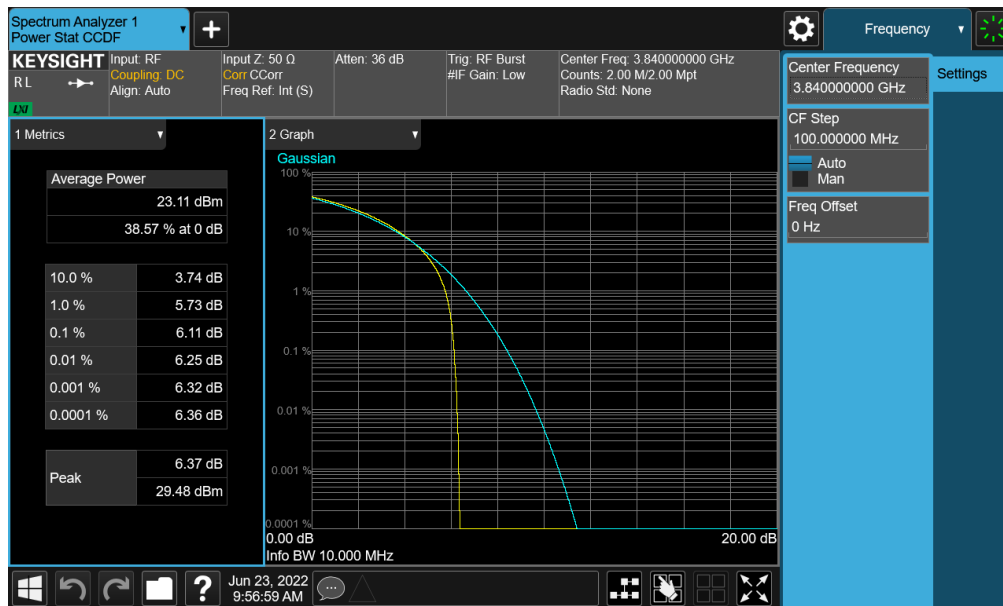 Spectrum Analyzer 1
Power Stat CCDF
Frequency
KEYSIGHT
RL
LXI
Input: RF
Coupling: DC
Align: Auto
Input Z: 50 Ω
Corr CCorr
Freq Ref: Int (S)
Atten: 36 dB
Trig: RF Burst
#IF Gain: Low
Center Freq: 3.840000000 GHz
Counts: 2.00 M/2.00 Mpt
Radio Std: None
Center Frequency
3.840000000 GHz
Settings
CF Step
100.000000 MHz
Auto
Man
Freq Offset
0 Hz
1 Metrics
Average Power
23.11 dBm
38.57 % at 0 dB
10.0 % 3.74 dB
1.0 % 5.73 dB
0.1 % 6.11 dB
0.01 % 6.25 dB
0.001 % 6.32 dB
0.0001 % 6.36 dB
Peak
6.37 dB
29.48 dBm
2 Graph
Gaussian
100 %
10 %
1 %
0.1 %
0.01 %
0.001 %
0.0001 %
0.00 dB 20.00 dB
Info BW 10.000 MHz
?
Jun 23, 2022
9:56:59 AM